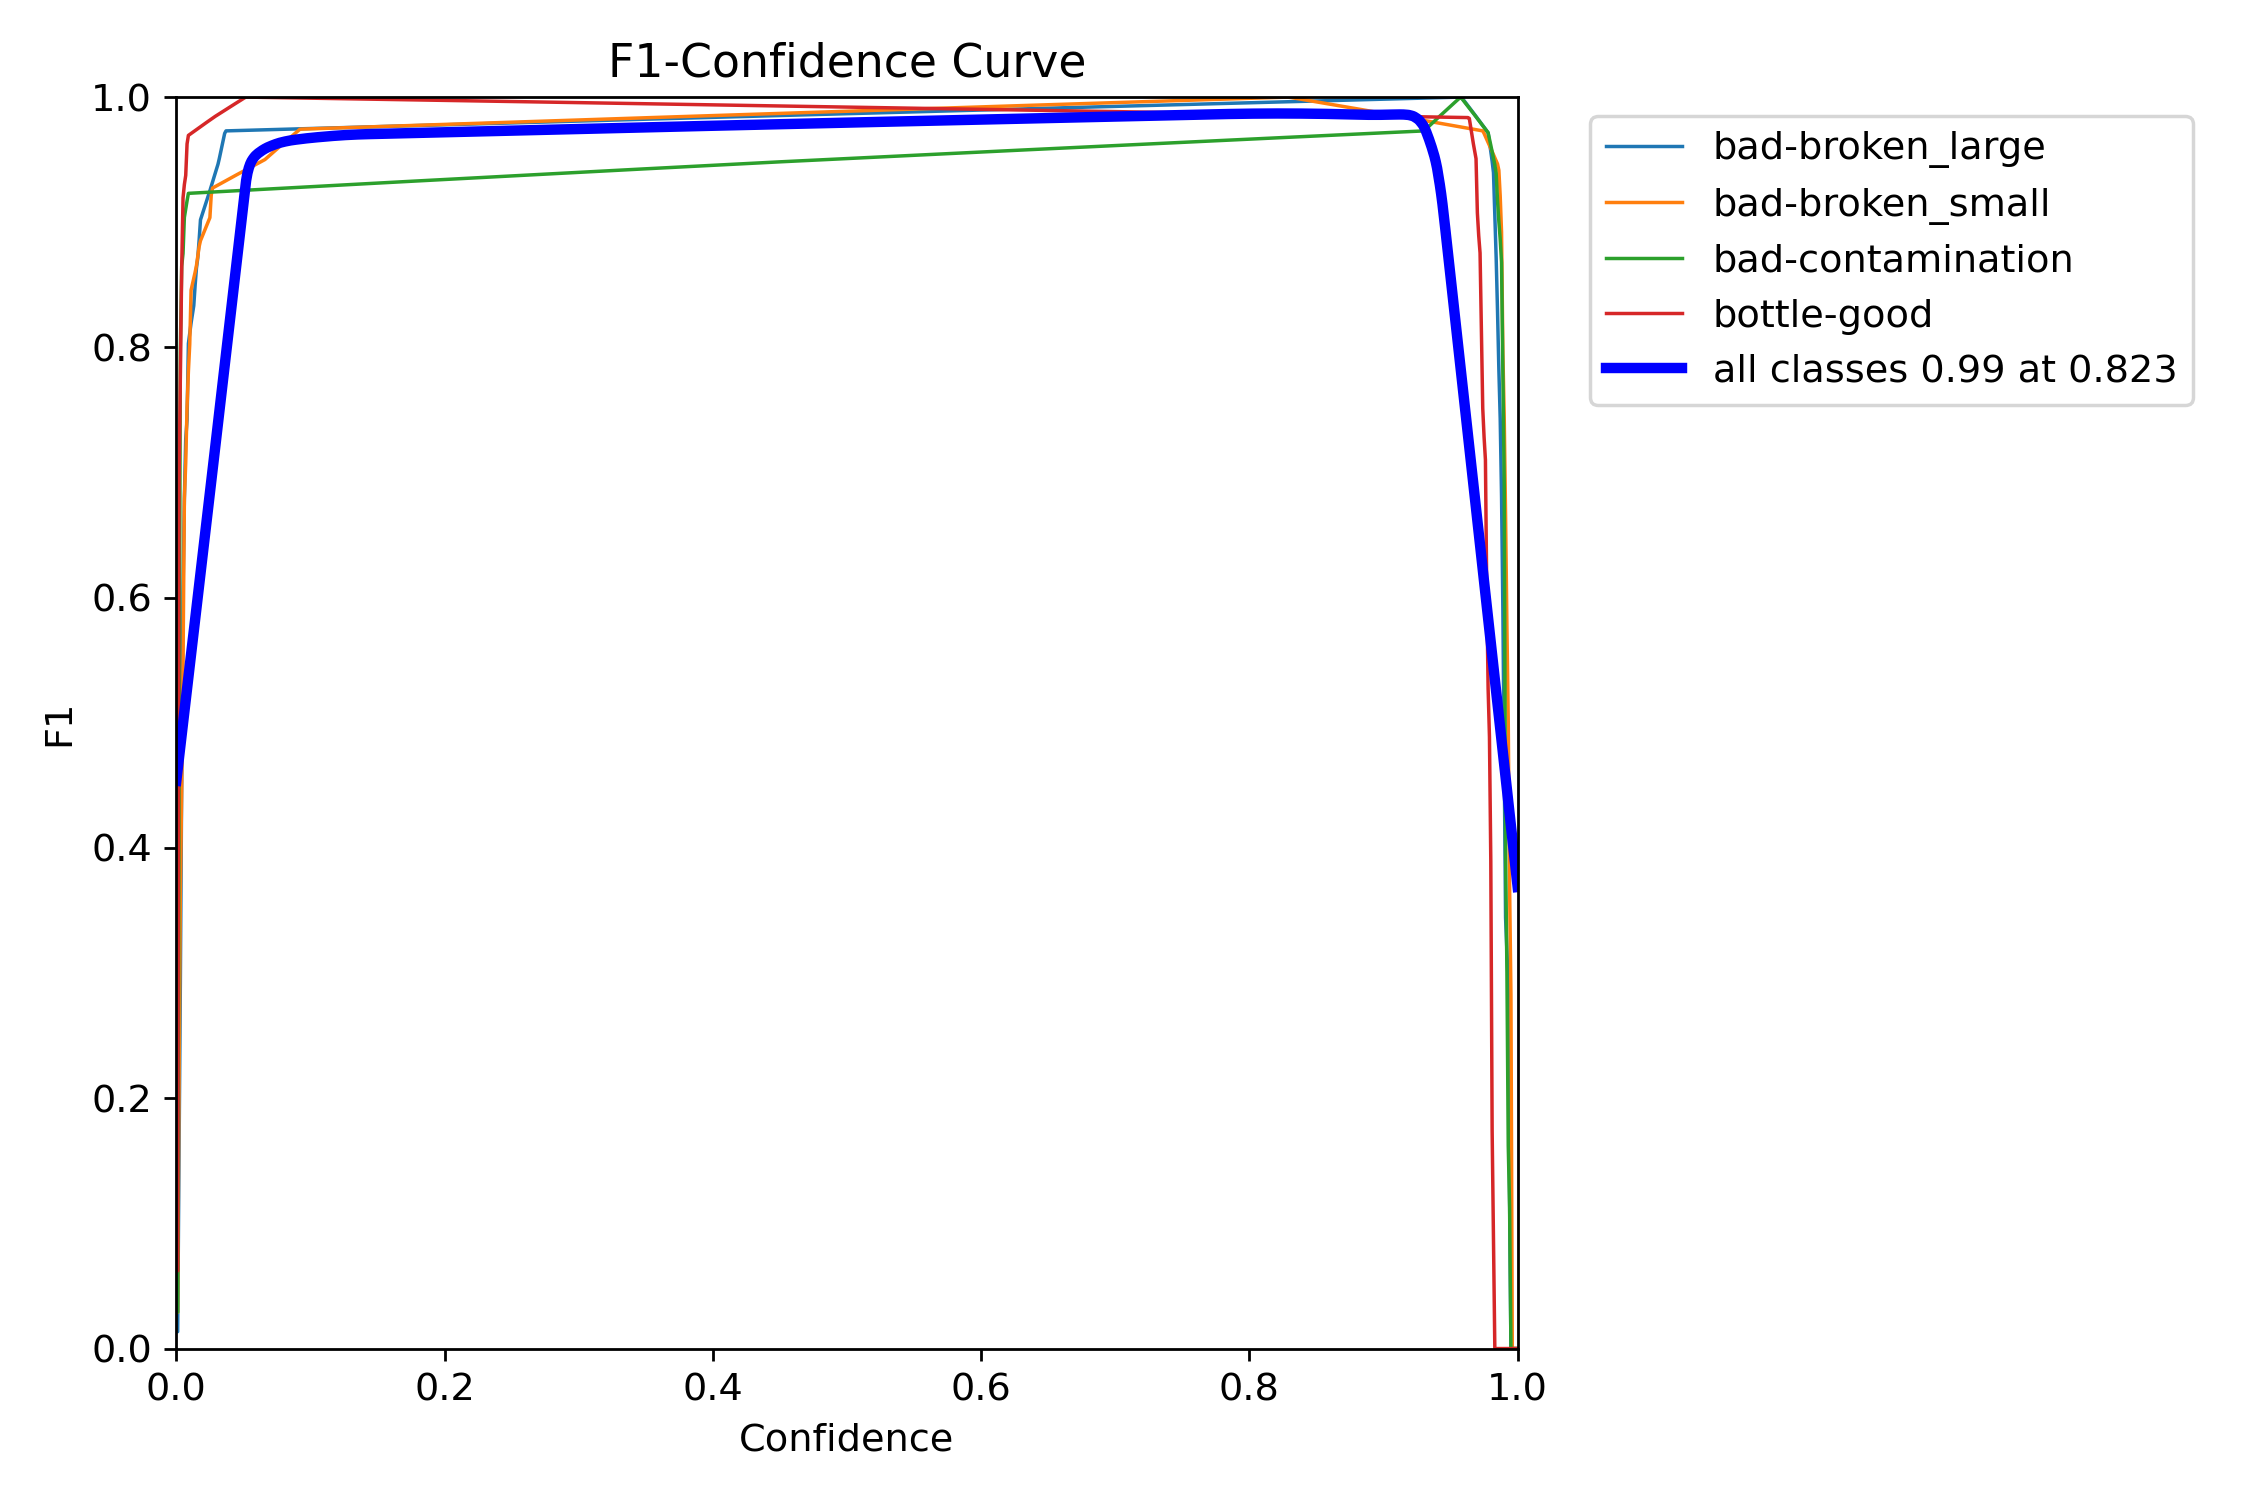 F1-Confidence Curve
1.0
0.8
0.6
0.4
0.2
0.0
F1
0.0 0.2 0.4 0.6 0.8 1.0
Confidence
bad-broken_large
bad-broken_small
bad-contamination
bottle-good
all classes 0.99 at 0.823